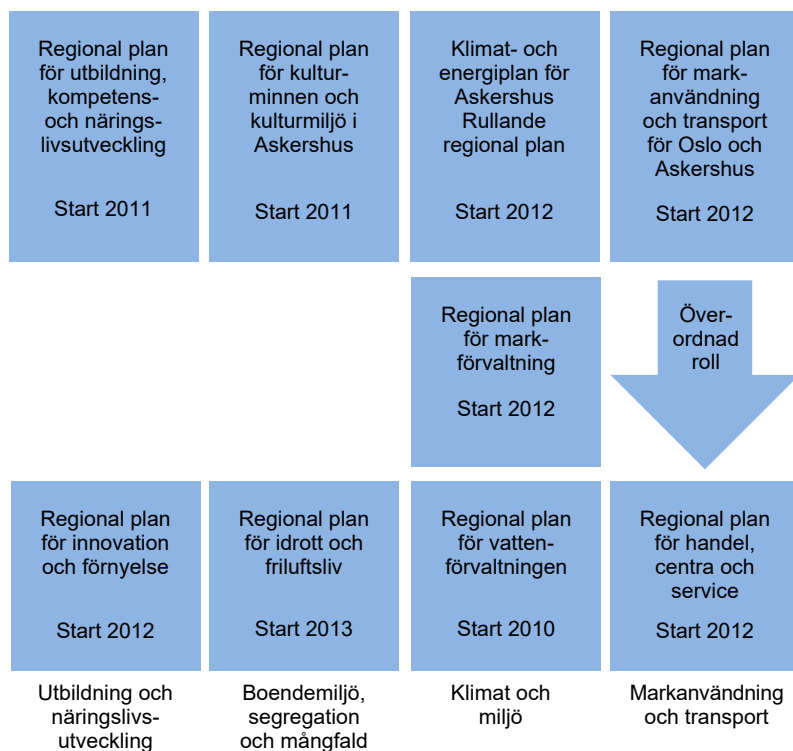 Regional plan
för utbildning,
kompetens-
och närings-
livsutveckling
Start 2011
Regional plan
för kultur-
minnen och
kulturmiljö i
Askershus
Start 2011
Klimat- och
energiplan för
Askershus
Rullande
regional plan
Start 2012
Regional plan
för mark-
användning
och transport
för Oslo och
Askershus
Start 2012
Regional plan
för mark-
förvaltning
Start 2012
Över-
ordnad
roll
Regional plan
för innovation
och förnyelse
Start 2012
Regional plan
för idrott och
friluftsliv
Start 2013
Regional plan
för vatten-
förvaltningen
Start 2010
Regional plan
för handel,
centra och
service
Start 2012
Utbildning och
näringslivs-
utveckling
Boendemiljö,
segregation
och mångfald
Klimat och
miljö
Markanvändning
och transport